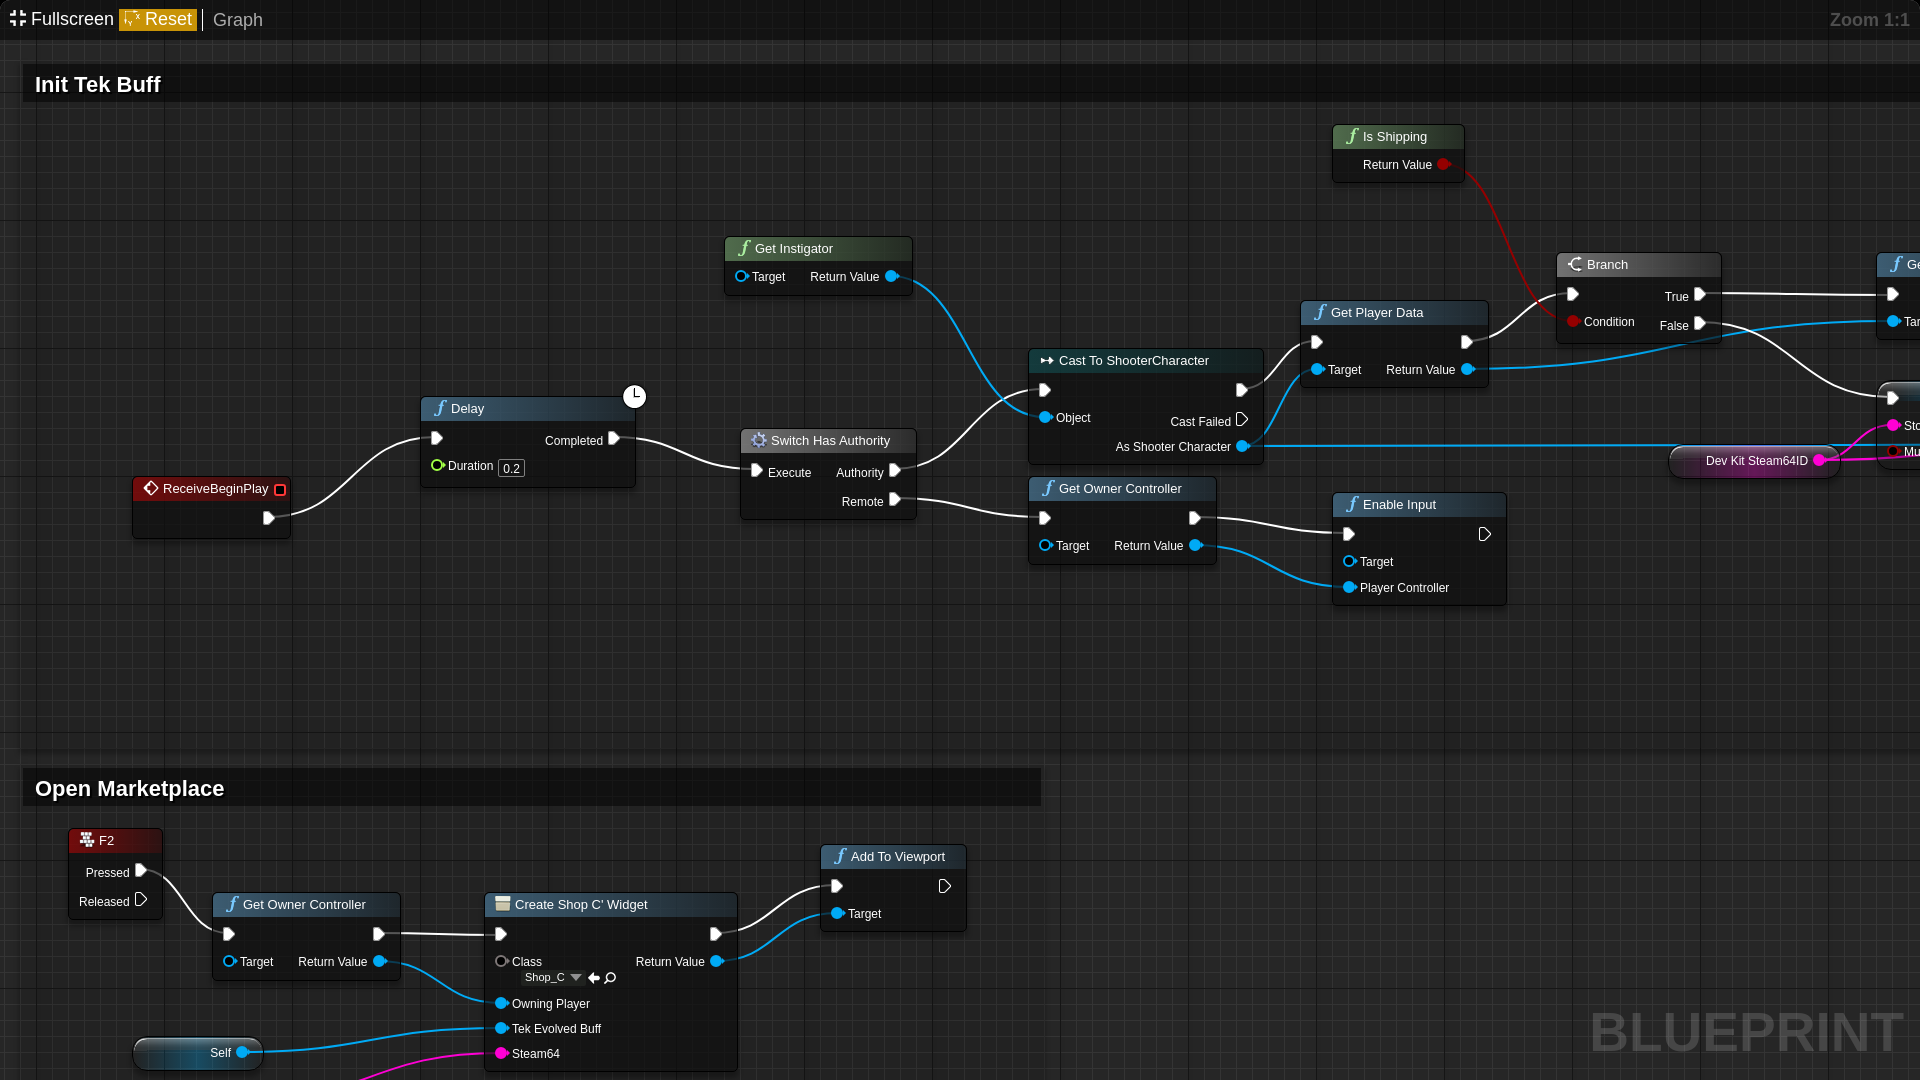 Fullscreen Reset Graph Zoom 1:1
Init Tek Buff
Is Shipping
Return Value
Get Instigator
Target Return Value
Branch
True
Condition False
Get Player Data
Target Return Value
Cast To ShooterCharacter
Object
Cast Failed
As Shooter Character
Delay
Completed
Duration 0.2
Switch Has Authority
Execute Authority
Remote
Dev Kit Steam64ID
ReceiveBeginPlay
Get Owner Controller
Target Return Value
Enable Input
Target
Player Controller
Open Marketplace
F2
Pressed
Released
Get Owner Controller
Target Return Value
Create Shop C' Widget
Class Return Value
Shop_C
Owning Player
Tek Evolved Buff
Steam64
Add To Viewport
Target
Self
BLUEPRINT